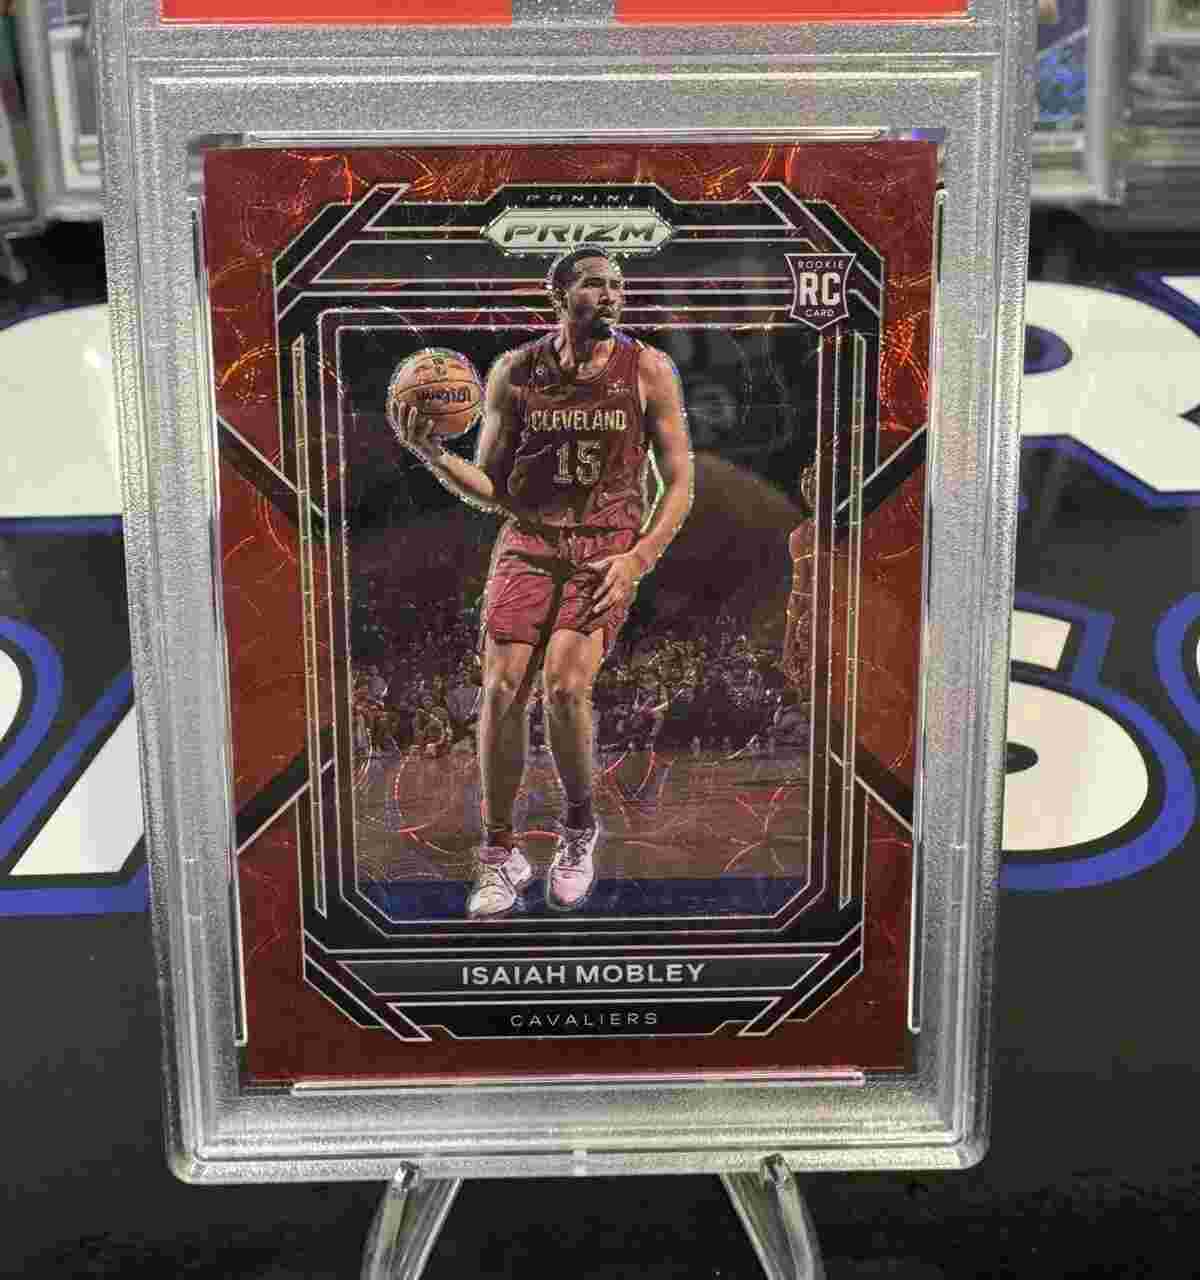 PANINI
PRIZM
ROOKIE
RC
CARD
CLEVELAND
15
ISAIAH MOBLEY
CAVALIERS